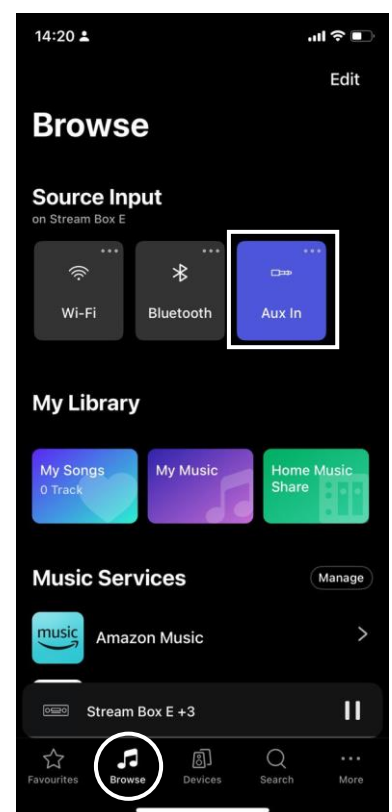 14:20
Edit
Browse
Source Input
on Stream Box E
Wi-Fi
Bluetooth
Aux In
My Library
My Songs
0 Track
My Music
Home Music
Share
Music Services
Manage
music
Amazon Music
Stream Box E +3
Favourites
Browse
Devices
Search
More